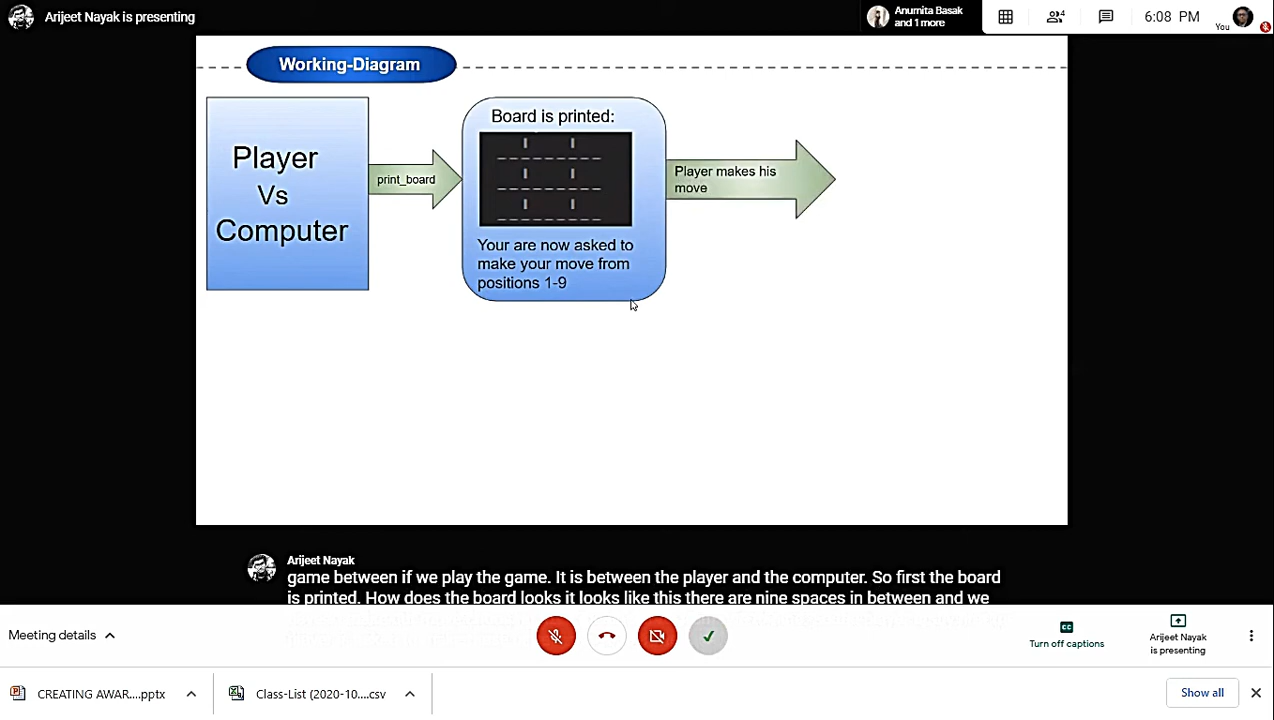 Arijeet Nayak is presenting
Anurnita Basak
and 1 more
4
6:08 PM
You
Working-Diagram
Player
Vs
Computer
print_board
Board is printed:
Your are now asked to
make your move from
positions 1-9
Player makes his
move
Arijeet Nayak
game between if we play the game. It is between the player and the computer. So first the board
is printed. How does the board looks it looks like this there are nine spaces in between and we
Meeting details
CC
Turn off captions
Arijeet Nayak
is presenting
CREATING AWAR....pptx
Class-List (2020-10....csv
Show all